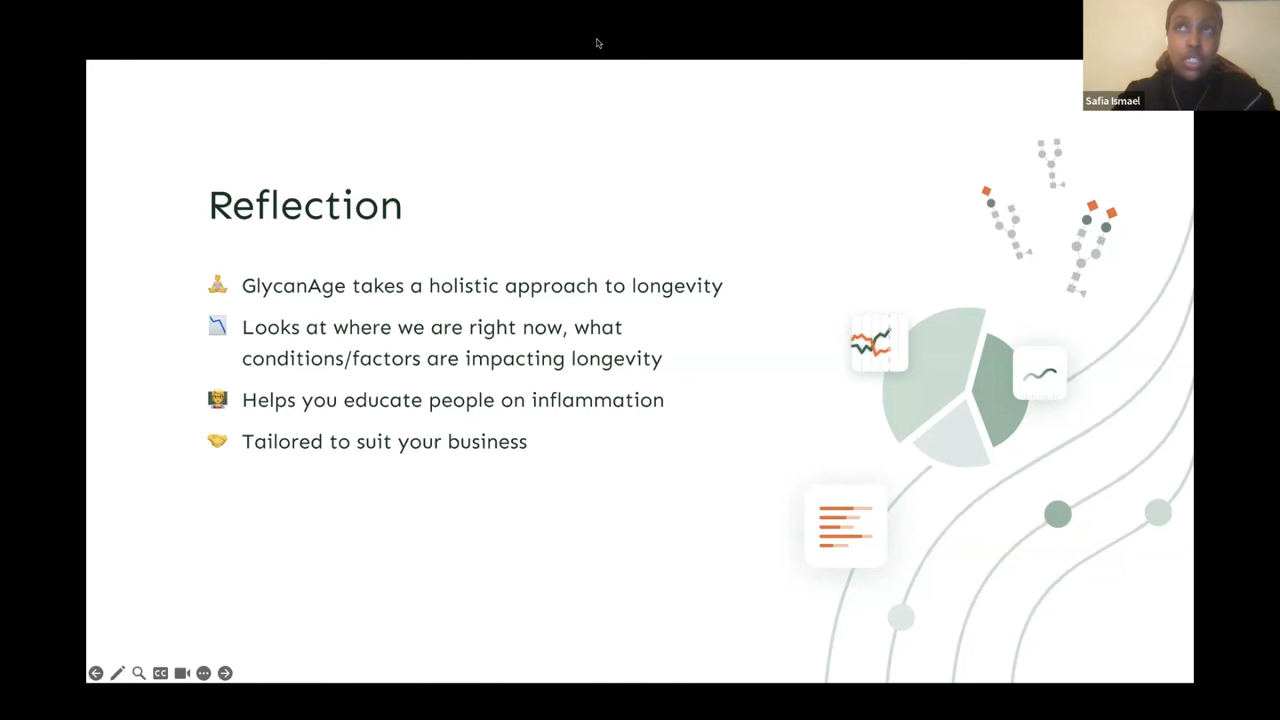 Safia Ismael
Reflection
GlycanAge takes a holistic approach to longevity
Looks at where we are right now, what
conditions/factors are impacting longevity
Helps you educate people on inflammation
Tailored to suit your business
CC